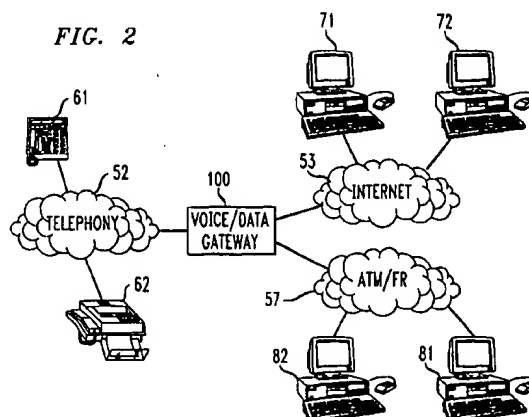 FIG. 2
71
72
61
52
53
100
TELEPHONY
VOICE/DATA
GATEWAY
INTERNET
62
57
ATM/FR
82
81